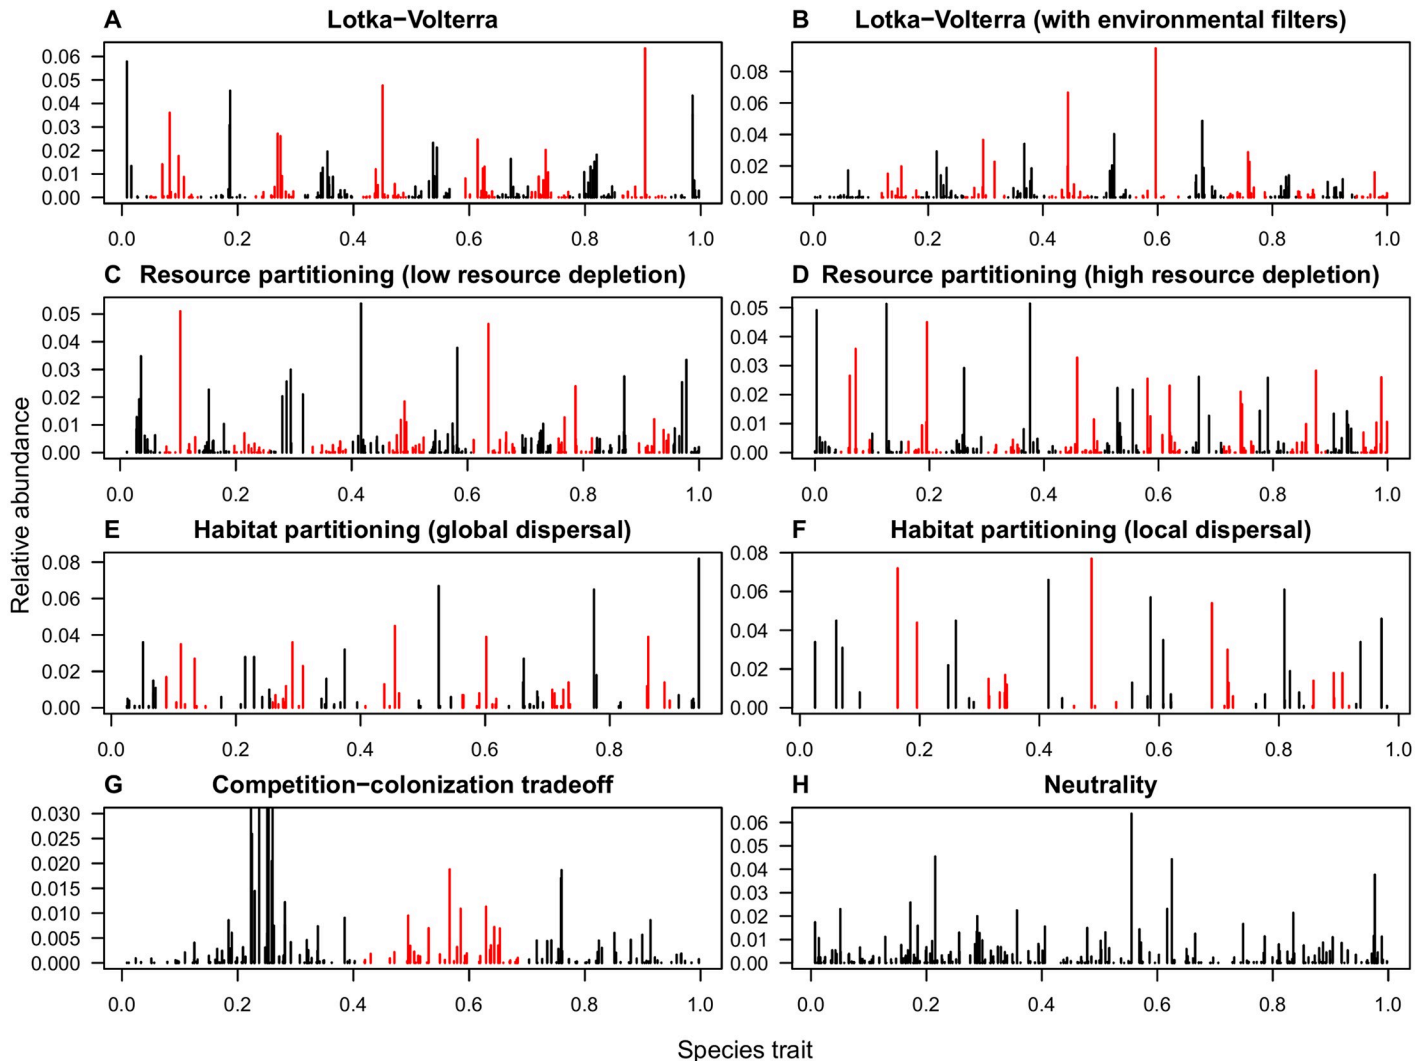 A Lotka−Volterra
0.06
0.05
0.04
0.03
0.02
0.01
0.00
0.0 0.2 0.4 0.6 0.8 1.0
B Lotka−Volterra (with environmental filters)
0.08
0.06
0.04
0.02
0.00
0.0 0.2 0.4 0.6 0.8 1.0
C Resource partitioning (low resource depletion)
0.05
0.04
0.03
0.02
0.01
0.00
0.0 0.2 0.4 0.6 0.8 1.0
D Resource partitioning (high resource depletion)
0.05
0.04
0.03
0.02
0.01
0.00
0.0 0.2 0.4 0.6 0.8 1.0
Relative abundance
E Habitat partitioning (global dispersal)
0.08
0.06
0.04
0.02
0.00
0.0 0.2 0.4 0.6 0.8
F Habitat partitioning (local dispersal)
0.08
0.06
0.04
0.02
0.00
0.0 0.2 0.4 0.6 0.8 1.0
G Competition−colonization tradeoff
0.030
0.025
0.020
0.015
0.010
0.005
0.000
0.0 0.2 0.4 0.6 0.8 1.0
H Neutrality
0.06
0.05
0.04
0.03
0.02
0.01
0.00
0.0 0.2 0.4 0.6 0.8 1.0
Species trait